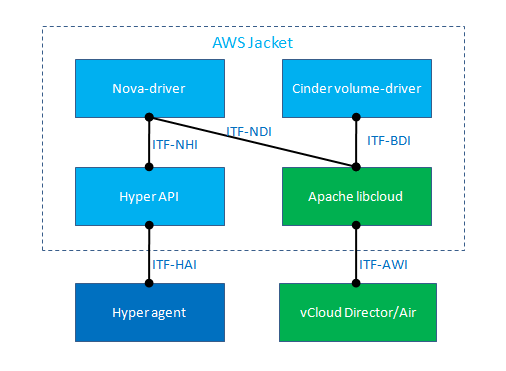 AWS Jacket
Nova-driver
Cinder volume-driver
ITF-NDI
ITF-NHI
ITF-BDI
Hyper API
Apache libcloud
ITF-HAI
ITF-AWI
Hyper agent
vCloud Director/Air